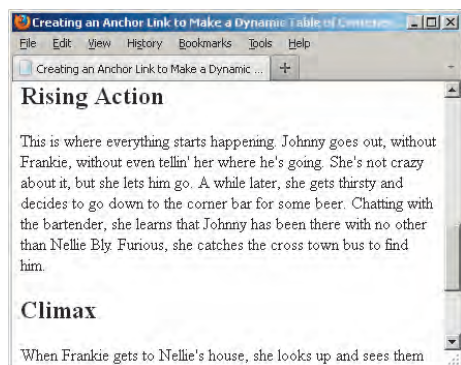 Creating an Anchor Link to Make a Dynamic Table of Contents
File Edit View History Bookmarks Tools Help
Creating an Anchor Link to Make a Dynamic ... +
Rising Action
This is where everything starts happening. Johnny goes out, without
Frankie, without even tellin' her where he's going. She's not crazy
about it, but she lets him go. A while later, she gets thirsty and
decides to go down to the corner bar for some beer. Chatting with
the bartender, she learns that Johnny has been there with no other
than Nellie Bly. Furious, she catches the cross town bus to find
him.
Climax
When Frankie gets to Nellie's house, she looks up and sees them